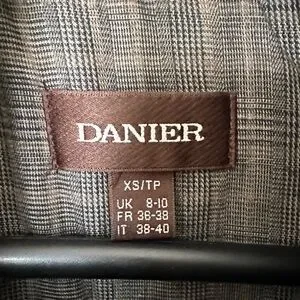 DANIER
XS/TP
UK 8-10
FR 36-38
IT 38-40